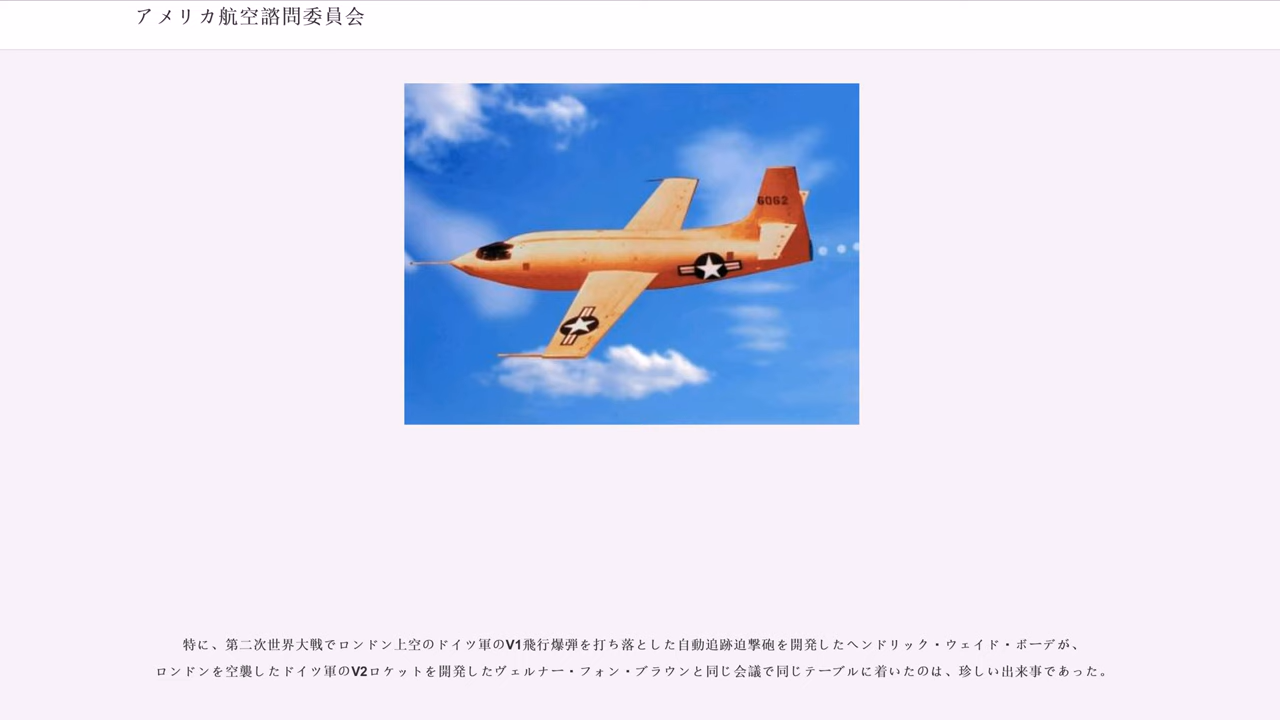 アメリカ航空諮問委員会
6062
特に、第二次世界大戦でロンドン上空のドイツ軍のV1飛行爆弾を打ち落とした自動追跡迫撃砲を開発したヘンドリック・ウェイド・ボーデが、
ロンドンを空襲したドイツ軍のV2ロケットを開発したヴェルナー・フォン・ブラウンと同じ会議で同じテーブルに着いたのは、珍しい出来事であった。